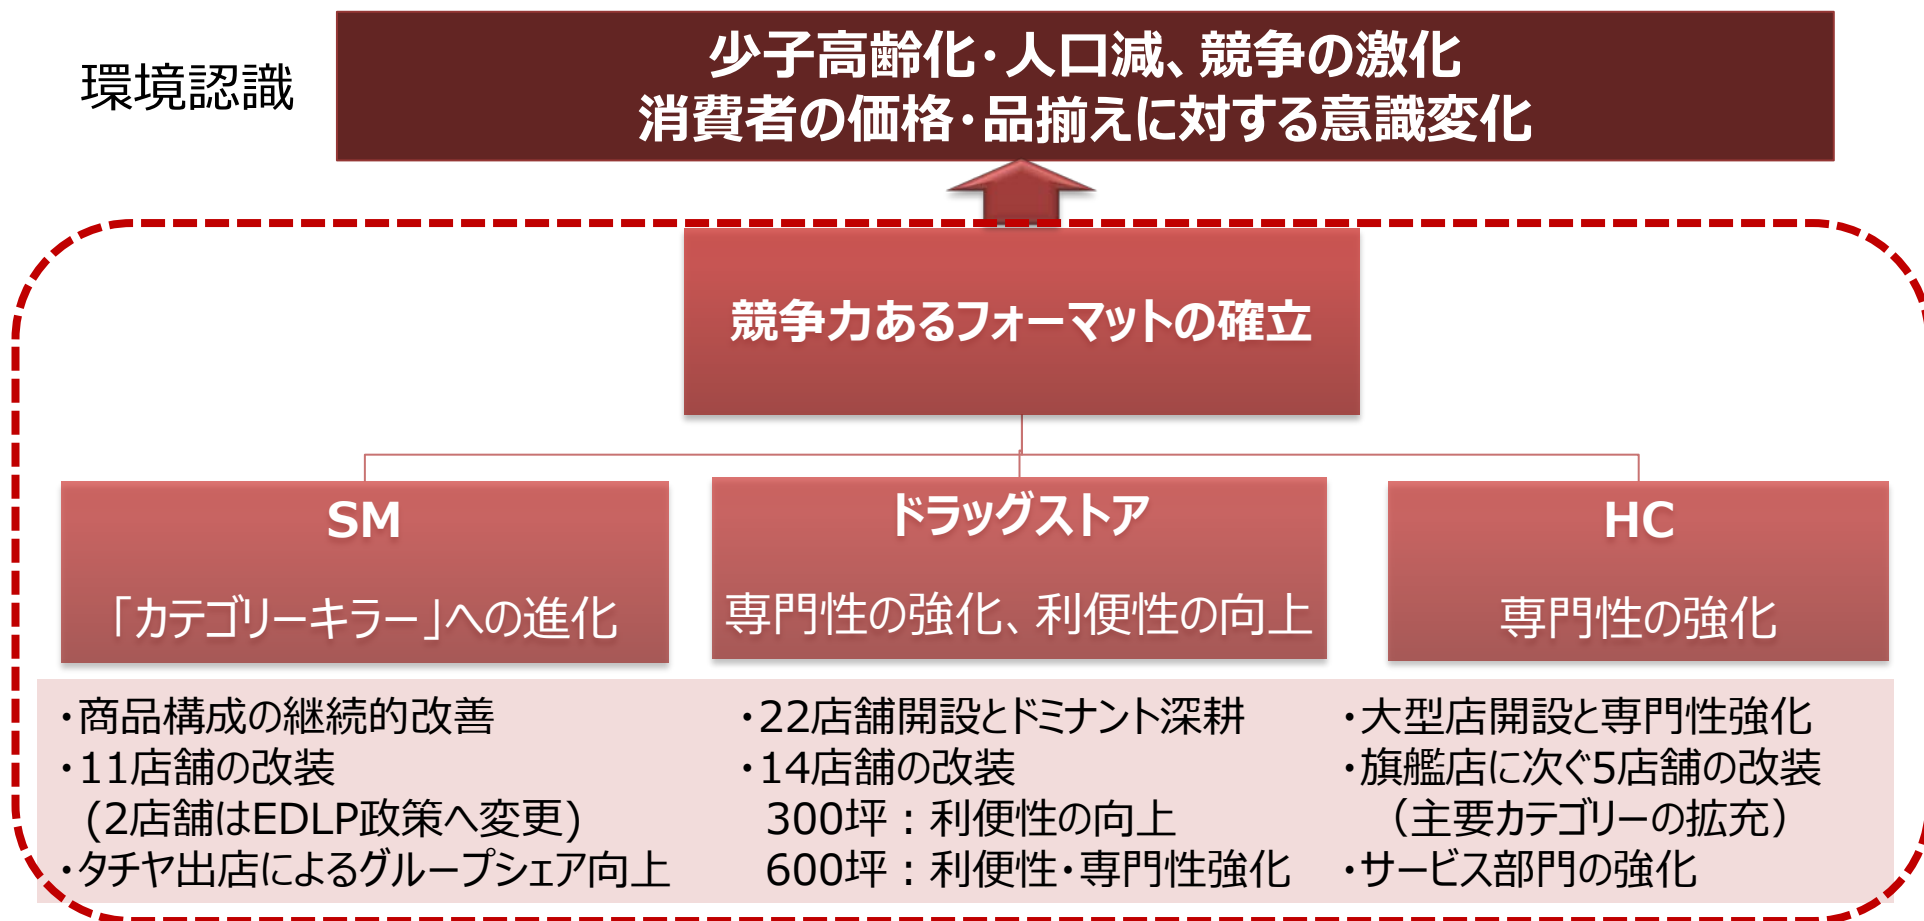 環境認識
少子高齢化・人口減、競争の激化
消費者の価格・品揃えに対する意識変化
競争力あるフォーマットの確立
SM
「カテゴリーキラー」への進化
・商品構成の継続的改善
・11店舗の改装
(2店舗はEDLP政策へ変更)
・タチヤ出店によるグループシェア向上
ドラッグストア
専門性の強化、利便性の向上
・22店舗開設とドミナント深耕
・14店舗の改装
300坪：利便性の向上
600坪：利便性・専門性強化
HC
専門性の強化
・大型店開設と専門性強化
・旗艦店に次ぐ5店舗の改装
（主要カテゴリーの拡充）
・サービス部門の強化